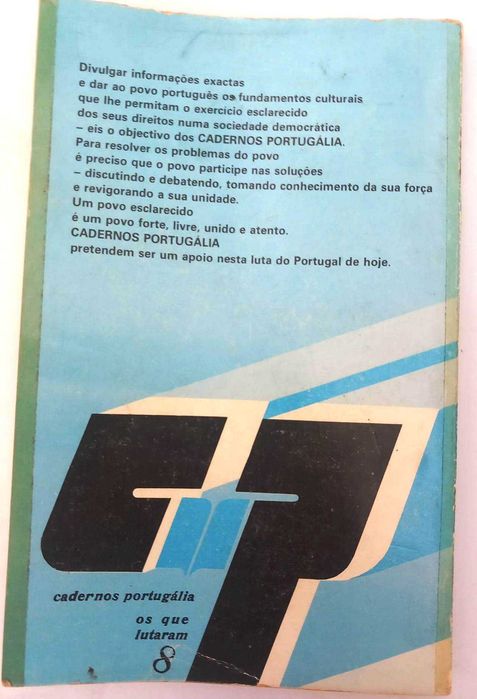 Divulgar informações exactas
e dar ao povo português os fundamentos culturais
que lhe permitam o exercício esclarecido
dos seus direitos numa sociedade democrática
– eis o objectivo dos CADERNOS PORTUGÁLIA.
Para resolver os problemas do povo
é preciso que o povo participe nas soluções
– discutindo e debatendo, tomando conhecimento da sua força
e revigorando a sua unidade.
Um povo esclarecido
é um povo forte, livre, unido e atento.
CADERNOS PORTUGÁLIA
pretendem ser um apoio nesta luta do Portugal de hoje.
CP
cadernos portugália
os que
lutaram
8